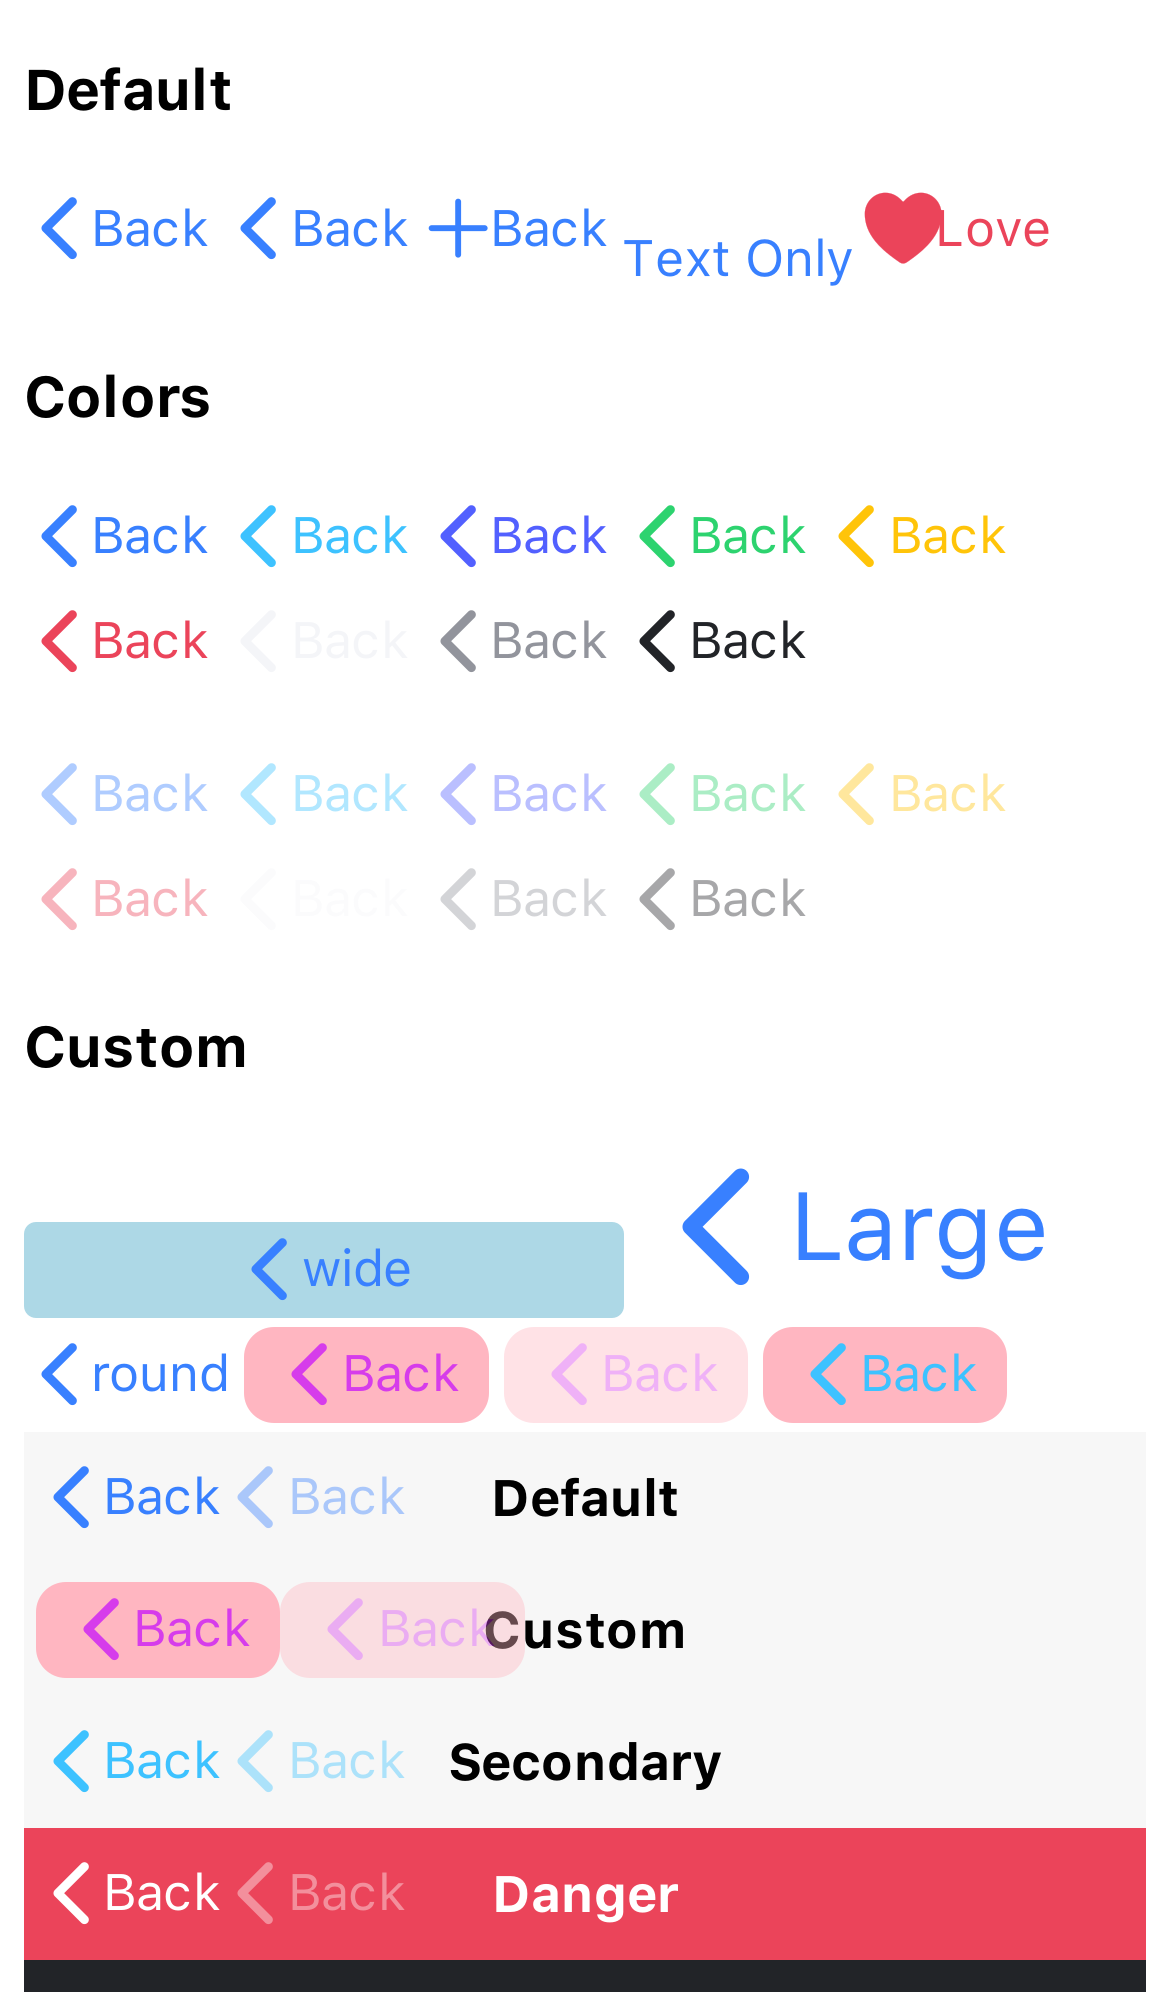 Default
Back Back Back Text Only Love
Colors
Back Back Back Back Back
Back Back Back Back
Back Back Back Back Back
Back Back Back Back
Custom
wide Large
round Back Back Back
Back Back Default
Back Back Custom
Back Back Secondary
Back Back Danger